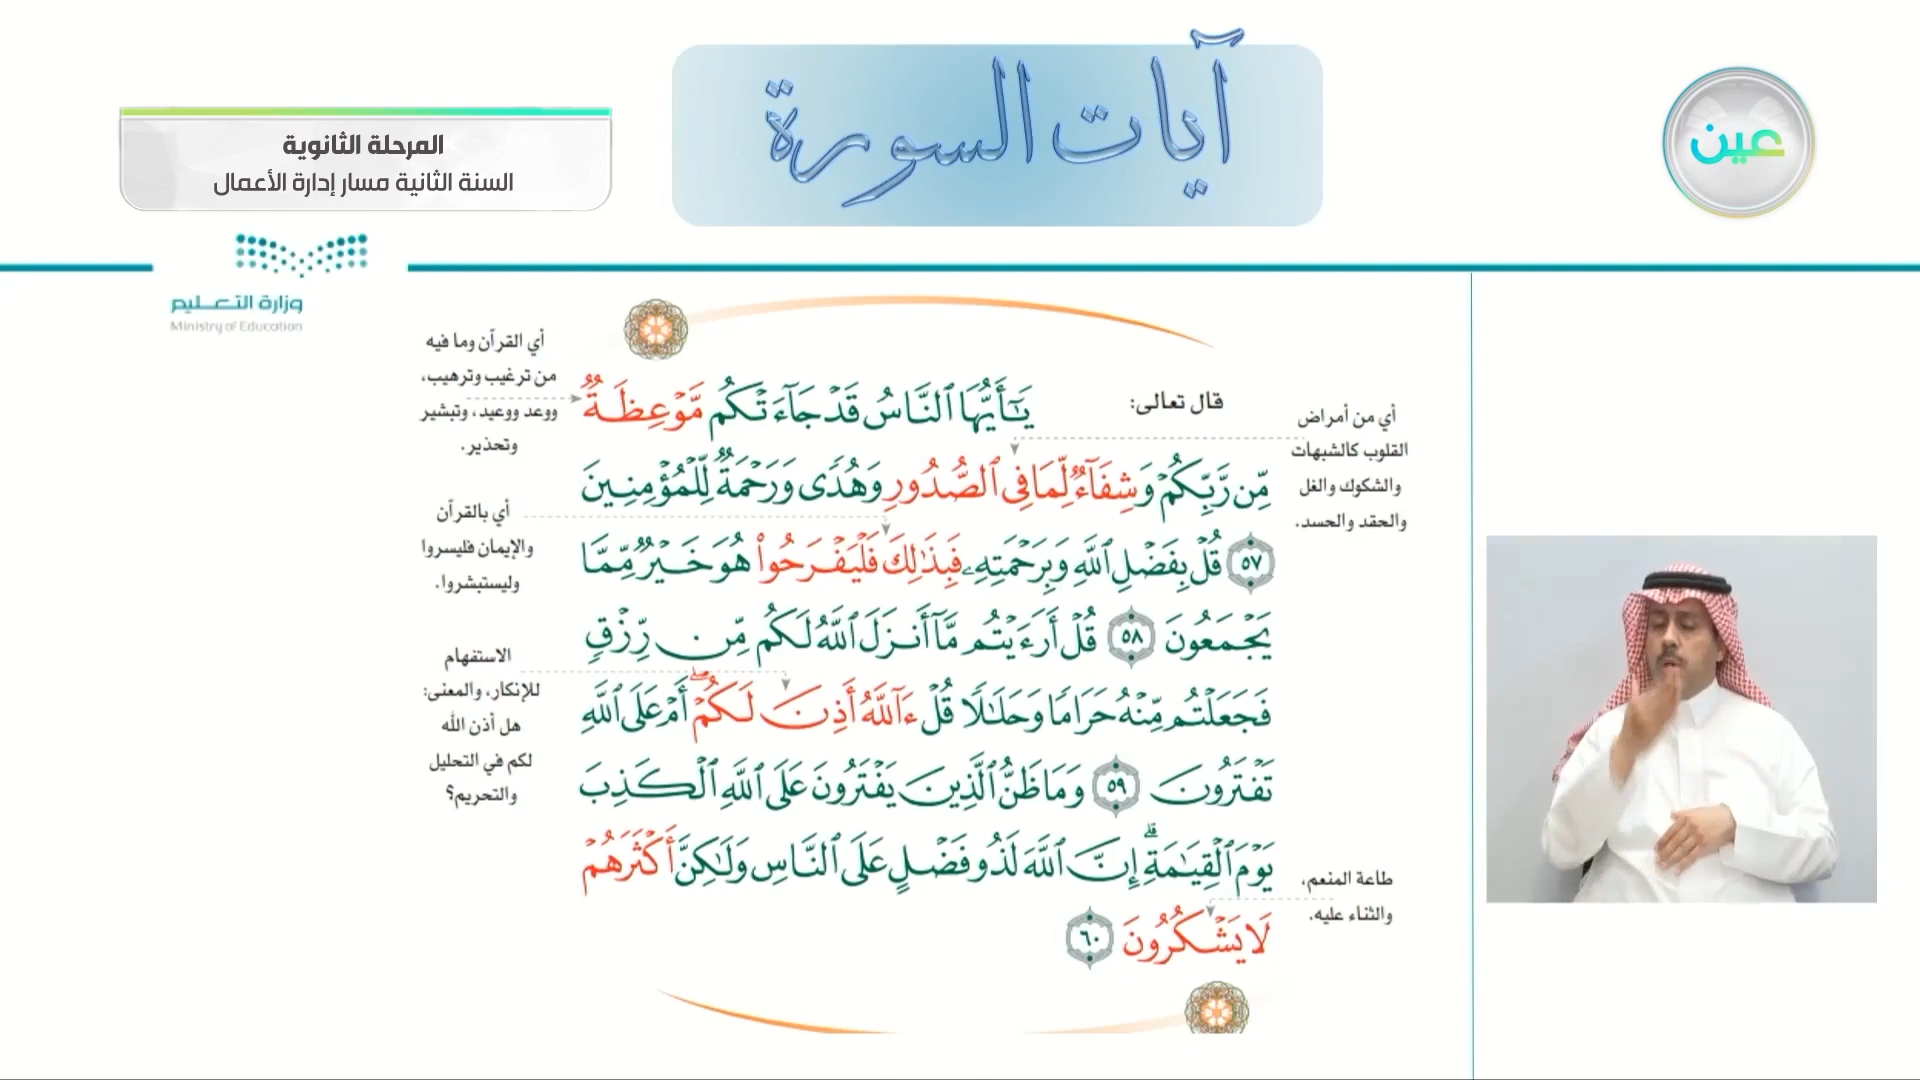 آيات السورة
عين
المرحلة الثانوية
السنة الثانية مسار إدارة الأعمال
وزارة التعليم
Ministry of Education
قال تعالى:
يَـٰٓأَيُّهَا ٱلنَّاسُ قَدْ جَآءَتْكُم مَّوْعِظَةٌ
مِّن رَّبِّكُمْ وَشِفَآءٌ لِّمَا فِى ٱلصُّدُورِ وَهُدًى وَرَحْمَةٌ لِّلْمُؤْمِنِينَ
٥٧ قُلْ بِفَضْلِ ٱللَّهِ وَبِرَحْمَتِهِۦ فَبِذَٰلِكَ فَلْيَفْرَحُوا۟ هُوَ خَيْرٌ مِّمَّا
يَجْمَعُونَ ٥٨ قُلْ أَرَءَيْتُم مَّآ أَنزَلَ ٱللَّهُ لَكُم مِّن رِّزْقٍ
فَجَعَلْتُم مِّنْهُ حَرَامًا وَحَلَـٰلًا قُلْ ءَآللَّهُ أَذِنَ لَكُمْ ۖ أَمْ عَلَى ٱللَّهِ
تَفْتَرُونَ ٥٩ وَمَا ظَنُّ ٱلَّذِينَ يَفْتَرُونَ عَلَى ٱللَّهِ ٱلْكَذِبَ
يَوْمَ ٱلْقِيَـٰمَةِ ۗ إِنَّ ٱللَّهَ لَذُو فَضْلٍ عَلَى ٱلنَّاسِ وَلَـٰكِنَّ أَكْثَرَهُمْ
لَا يَشْكُرُونَ ٦٠
أي من أمراض
القلوب كالشبهات
والشكوك والغل
والحقد والحسد.
طاعة المنعم،
والثناء عليه.
أي القرآن وما فيه
من ترغيب وترهيب،
ووعد ووعيد، وتبشير
وتحذير.
أي بالقرآن
والإيمان فليسروا
وليستبشروا.
الاستفهام
للإنكار، والمعنى:
هل أذن الله
لكم في التحليل
والتحريم؟